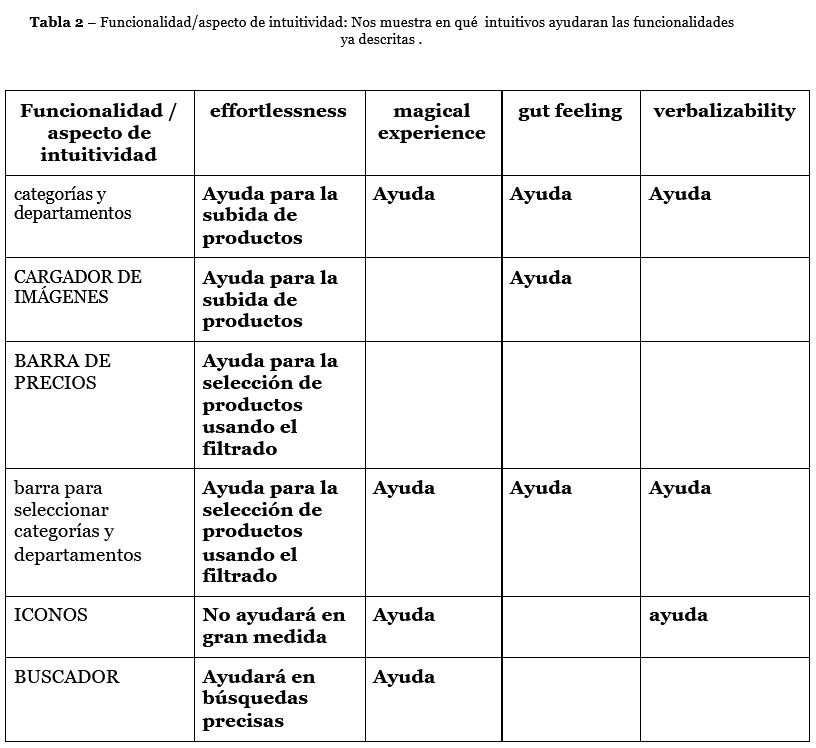 Tabla 2 – Funcionalidad/aspecto de intuitividad: Nos muestra en qué  intuitivos ayudaran las funcionalidades
ya descritas .
Funcionalidad / aspecto de intuitividad
effortlessness
magical experience
gut feeling
verbalizability
categorías y departamentos
Ayuda para la subida de productos
Ayuda
Ayuda
Ayuda
CARGADOR DE IMÁGENES
Ayuda para la subida de productos
Ayuda
BARRA DE PRECIOS
Ayuda para la selección de productos usando el filtrado
barra para seleccionar categorías y departamentos
Ayuda para la selección de productos usando el filtrado
Ayuda
Ayuda
Ayuda
ICONOS
No ayudará en gran medida
Ayuda
ayuda
BUSCADOR
Ayudará en búsquedas precisas
Ayuda